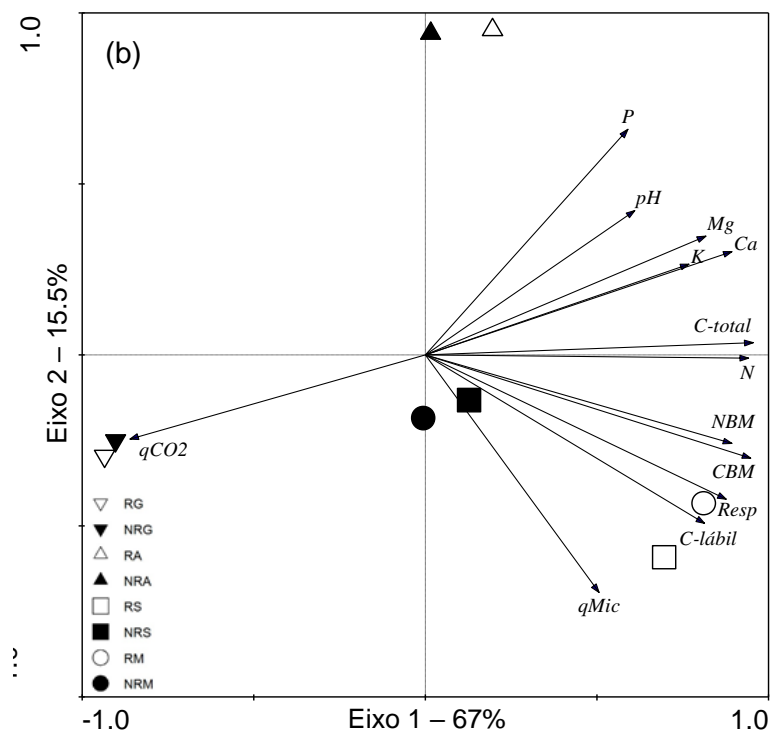 1.0
(b)
P
pH
Mg
Ca
K
C-total
N
NBM
CBM
Resp
C-lábil
qMic
qCO2
Eixo 2 – 15.5%
RG
NRG
RA
NRA
RS
NRS
RM
NRM
-1.0
Eixo 1 – 67%
1.0